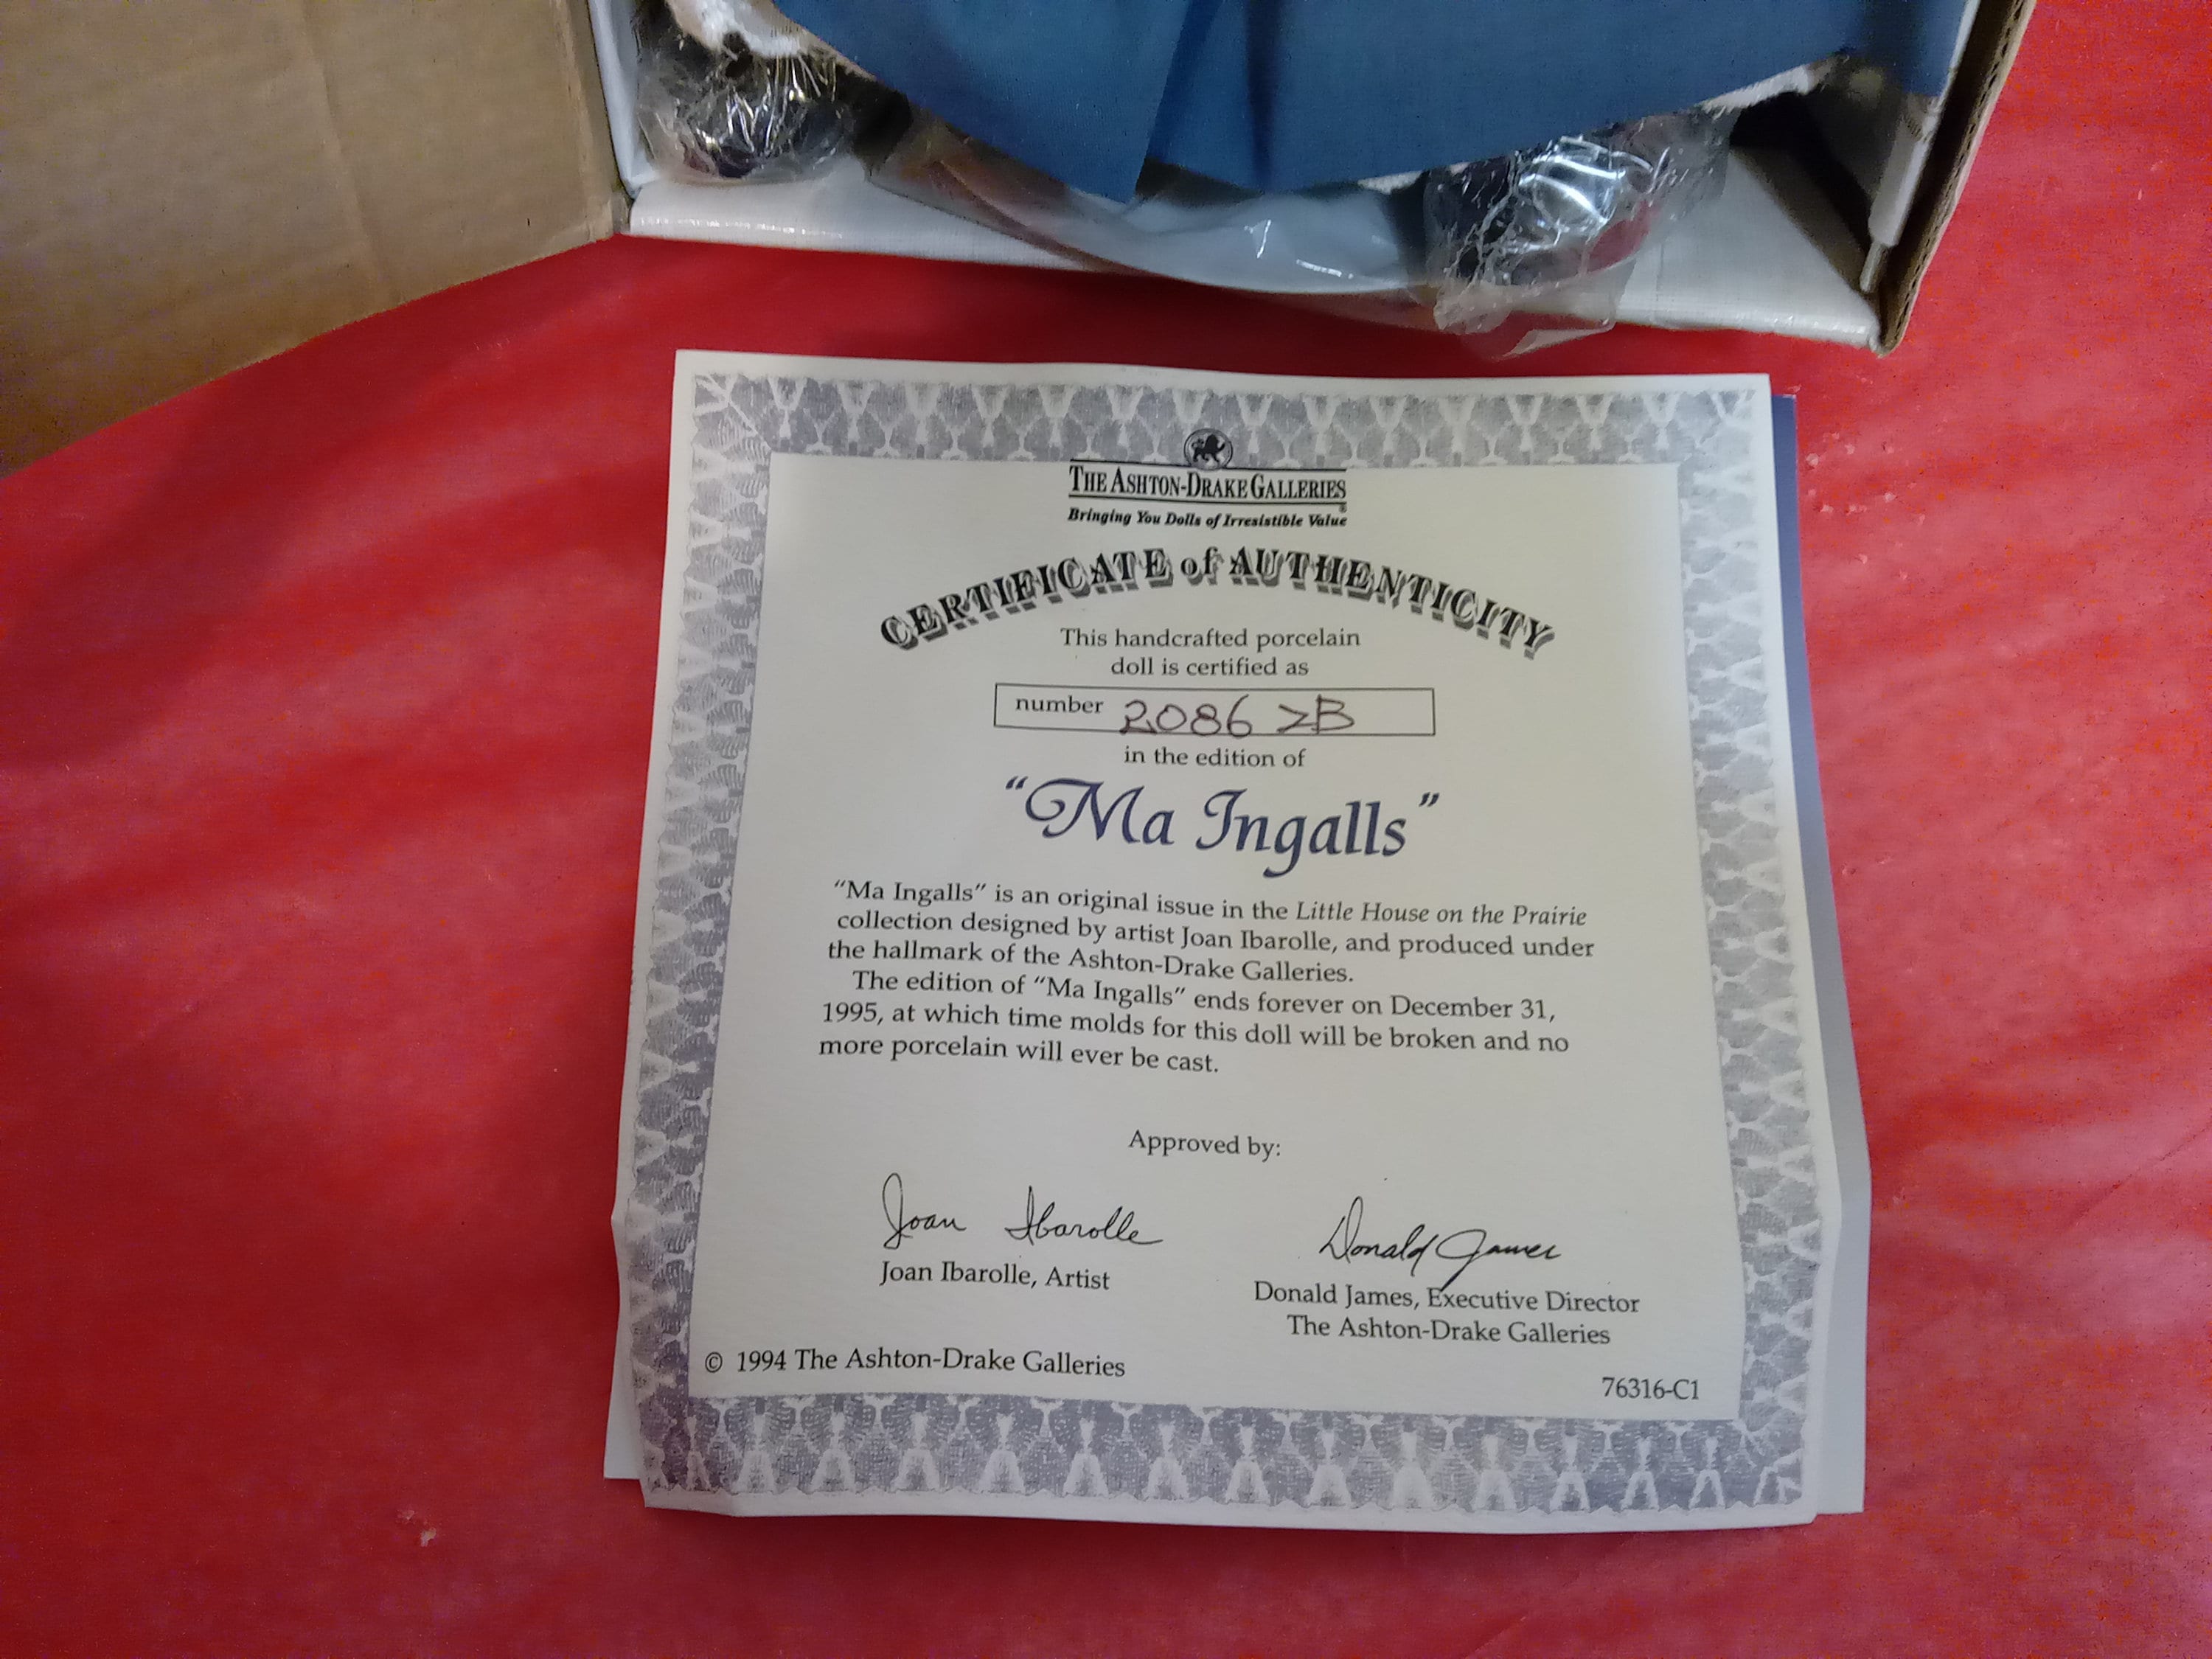 THE ASHTON-DRAKE GALLERIES®
Bringing You Dolls of Irresistible Value
CERTIFICATE of AUTHENTICITY
This handcrafted porcelain
doll is certified as
number 2086 ZB
in the edition of
“Ma Ingalls”
“Ma Ingalls” is an original issue in the Little House on the Prairie
collection designed by artist Joan Ibarolle, and produced under
the hallmark of the Ashton-Drake Galleries.
The edition of “Ma Ingalls” ends forever on December 31,
1995, at which time molds for this doll will be broken and no
more porcelain will ever be cast.
Approved by:
Joan Ibarolle
Donald James
Joan Ibarolle, Artist
Donald James, Executive Director
The Ashton-Drake Galleries
© 1994 The Ashton-Drake Galleries
76316-C1